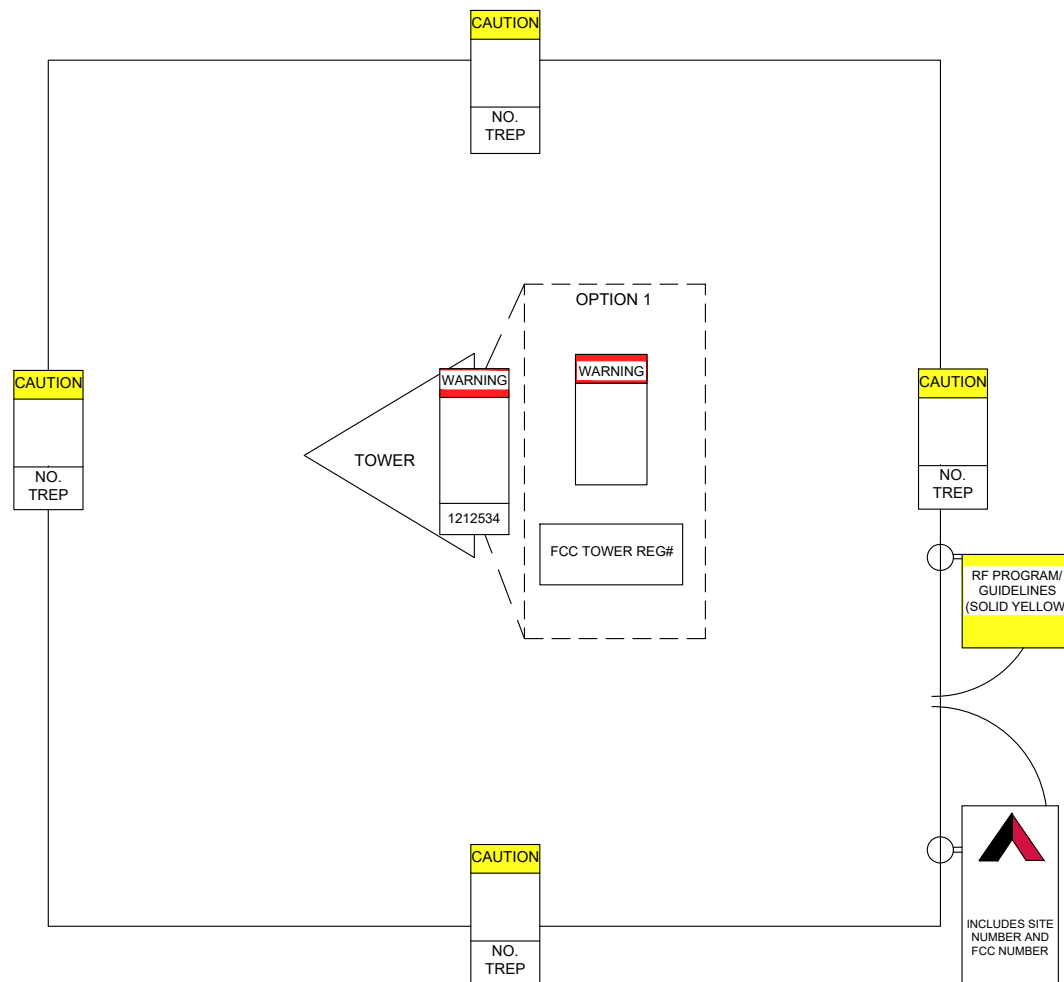 CAUTION
NO.
TREP
OPTION 1
WARNING
WARNING
CAUTION
CAUTION
TOWER
NO.
TREP
NO.
TREP
1212534
FCC TOWER REG#
RF PROGRAM/
GUIDELINES
(SOLID YELLOW
CAUTION
NO.
TREP
INCLUDES SITE
NUMBER AND
FCC NUMBER